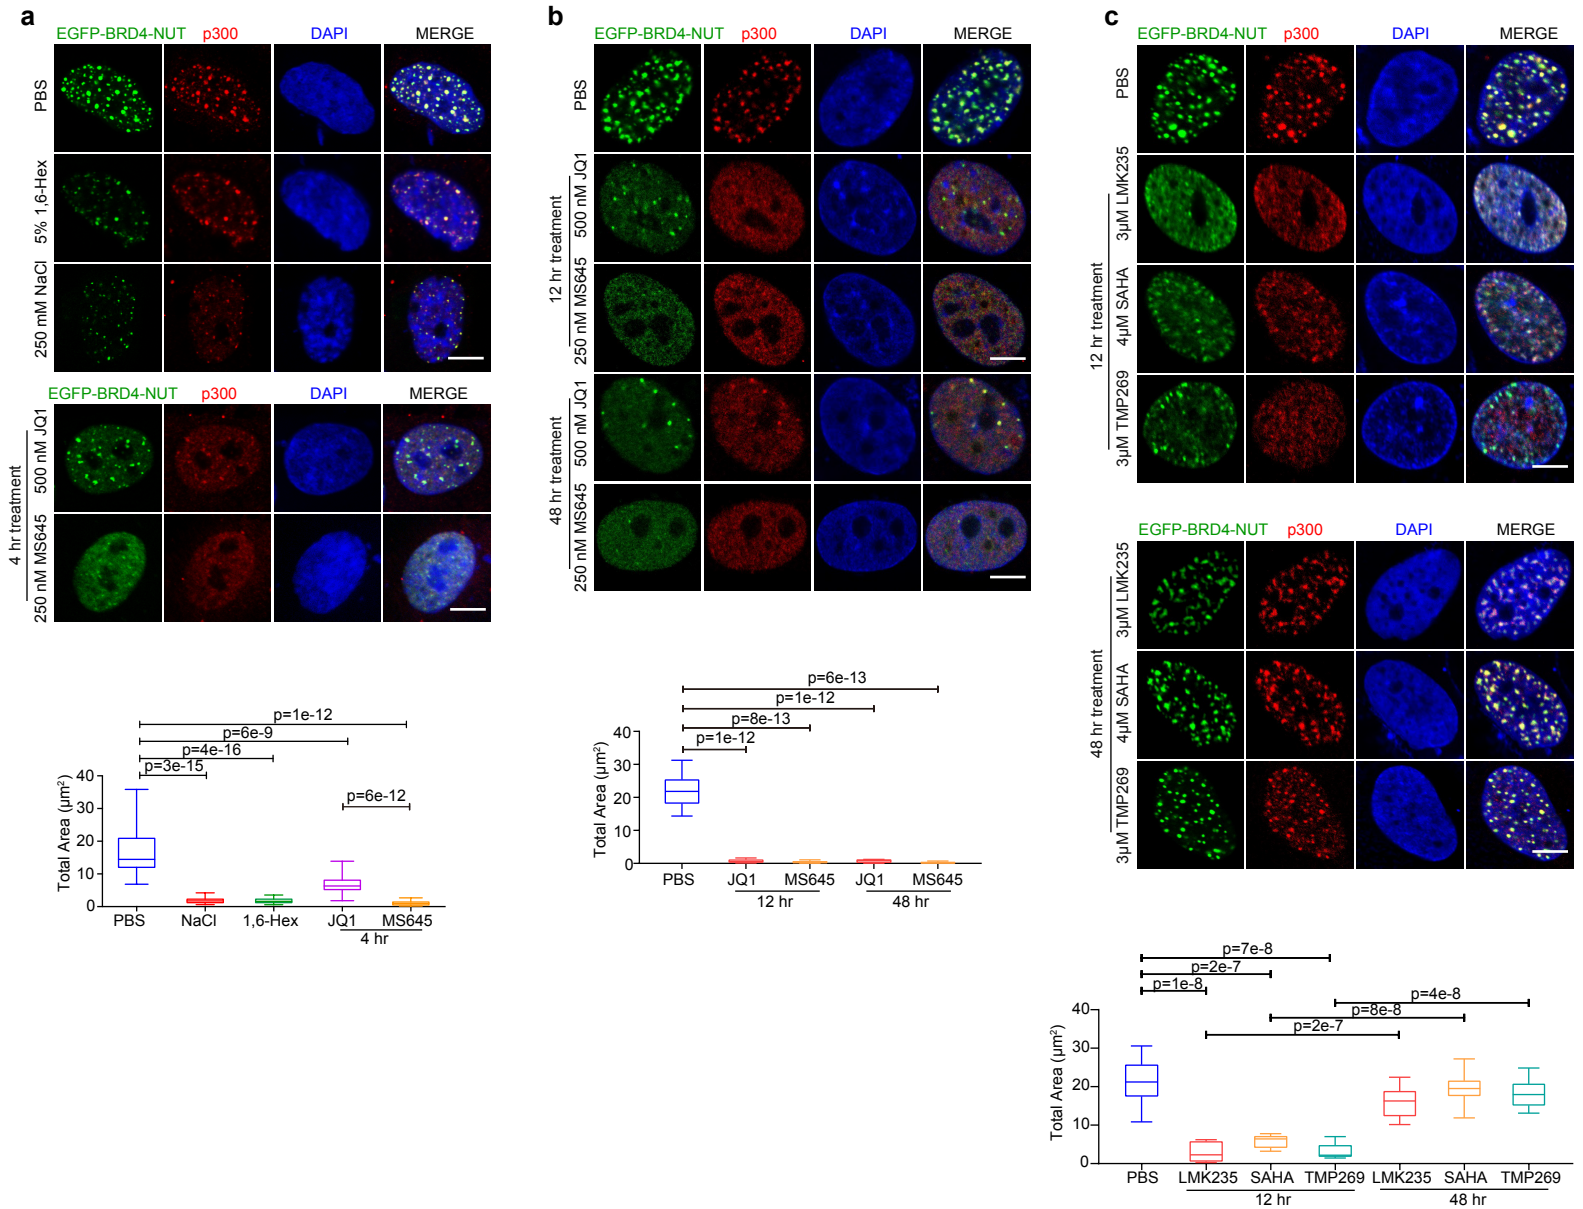 a
EGFP-BRD4-NUT p300 DAPI MERGE
PBS
5% 1,6-Hex
250 mM NaCl
EGFP-BRD4-NUT p300 DAPI MERGE
4 hr treatment
500 nM JQ1
250 nM MS645
p=1e-12
p=6e-9
p=4e-16
p=3e-15
p=6e-12
Total Area (µm²)
40
30
20
10
0
PBS NaCl 1,6-Hex JQ1 MS645
4 hr
b
EGFP-BRD4-NUT p300 DAPI MERGE
PBS
12 hr treatment
500 nM JQ1
250 nM MS645
48 hr treatment
500 nM JQ1
250 nM MS645
p=6e-13
p=1e-12
p=8e-13
p=1e-12
Total Area (µm²)
40
30
20
10
0
PBS JQ1 MS645 JQ1 MS645
12 hr 48 hr
c
EGFP-BRD4-NUT p300 DAPI MERGE
PBS
12 hr treatment
3µM LMK235
4µM SAHA
3µM TMP269
EGFP-BRD4-NUT p300 DAPI MERGE
48 hr treatment
3µM LMK235
4µM SAHA
3µM TMP269
p=7e-8
p=2e-7
p=1e-8
p=4e-8
p=8e-8
p=2e-7
Total Area (µm²)
40
30
20
10
0
PBS LMK235 SAHA TMP269 LMK235 SAHA TMP269
12 hr 48 hr